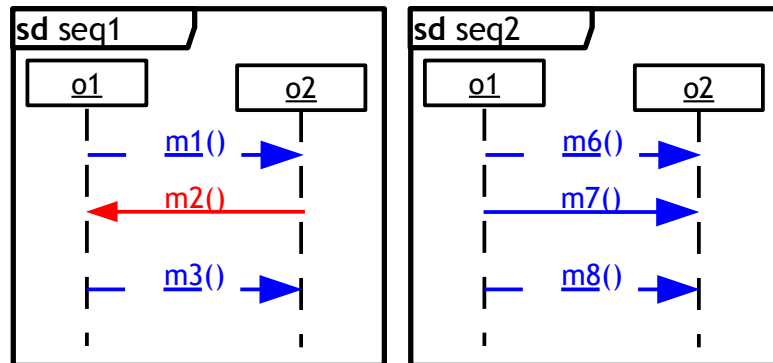 sd seq1
o1
o2
m1()
m2()
m3()
sd seq2
o1
o2
m6()
m7()
m8()